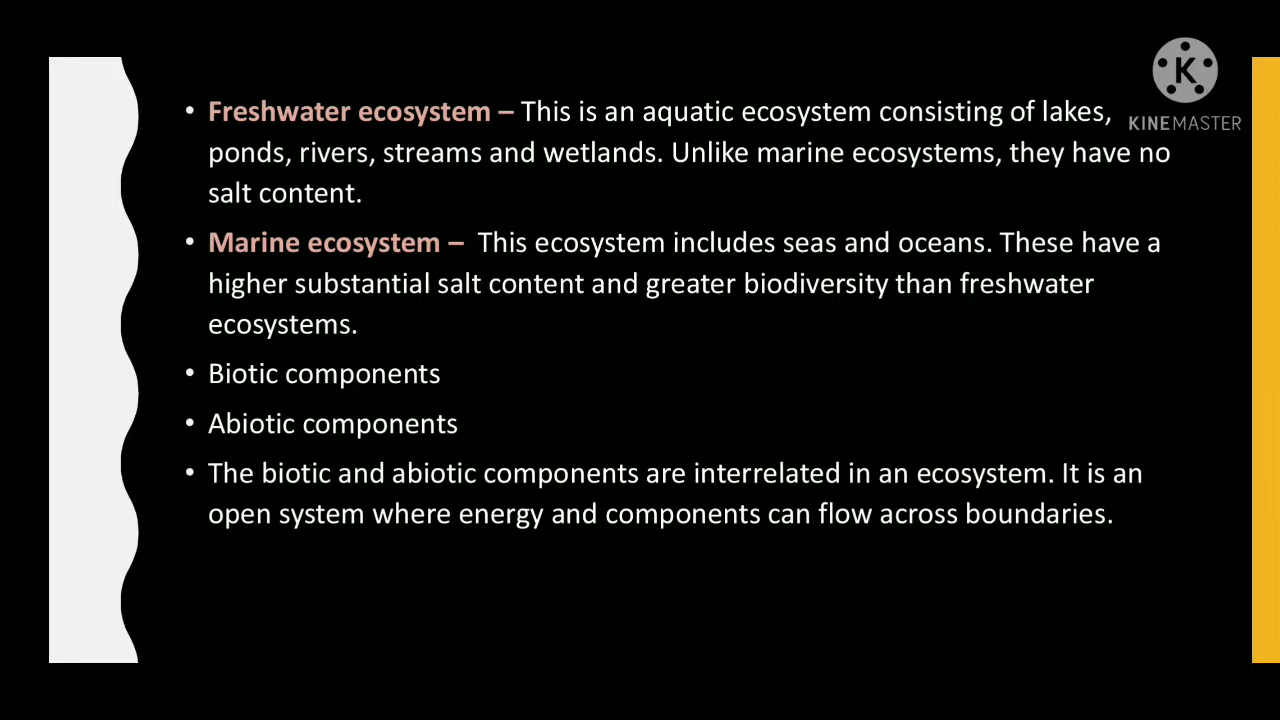 K
KINEMASTER
• Freshwater ecosystem – This is an aquatic ecosystem consisting of lakes,
ponds, rivers, streams and wetlands. Unlike marine ecosystems, they have no
salt content.
• Marine ecosystem – This ecosystem includes seas and oceans. These have a
higher substantial salt content and greater biodiversity than freshwater
ecosystems.
• Biotic components
• Abiotic components
• The biotic and abiotic components are interrelated in an ecosystem. It is an
open system where energy and components can flow across boundaries.